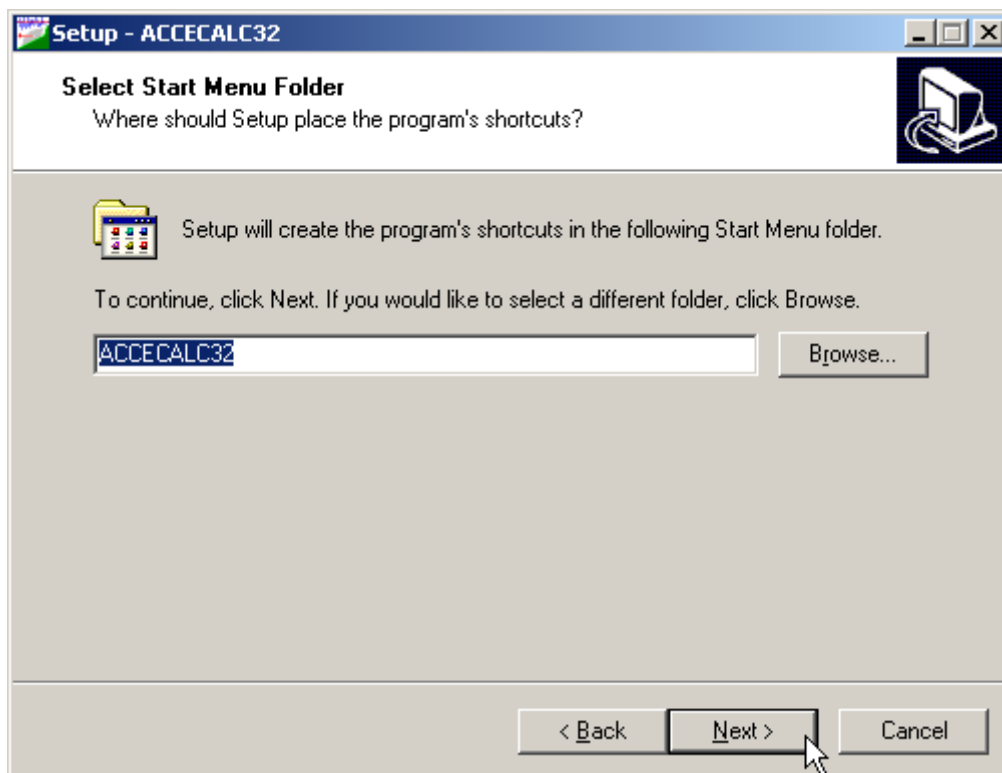 Setup - ACCECALC32
Select Start Menu Folder
Where should Setup place the program's shortcuts?
Setup will create the program's shortcuts in the following Start Menu folder.
To continue, click Next. If you would like to select a different folder, click Browse.
ACCECALC32
Browse...
< Back
Next >
Cancel